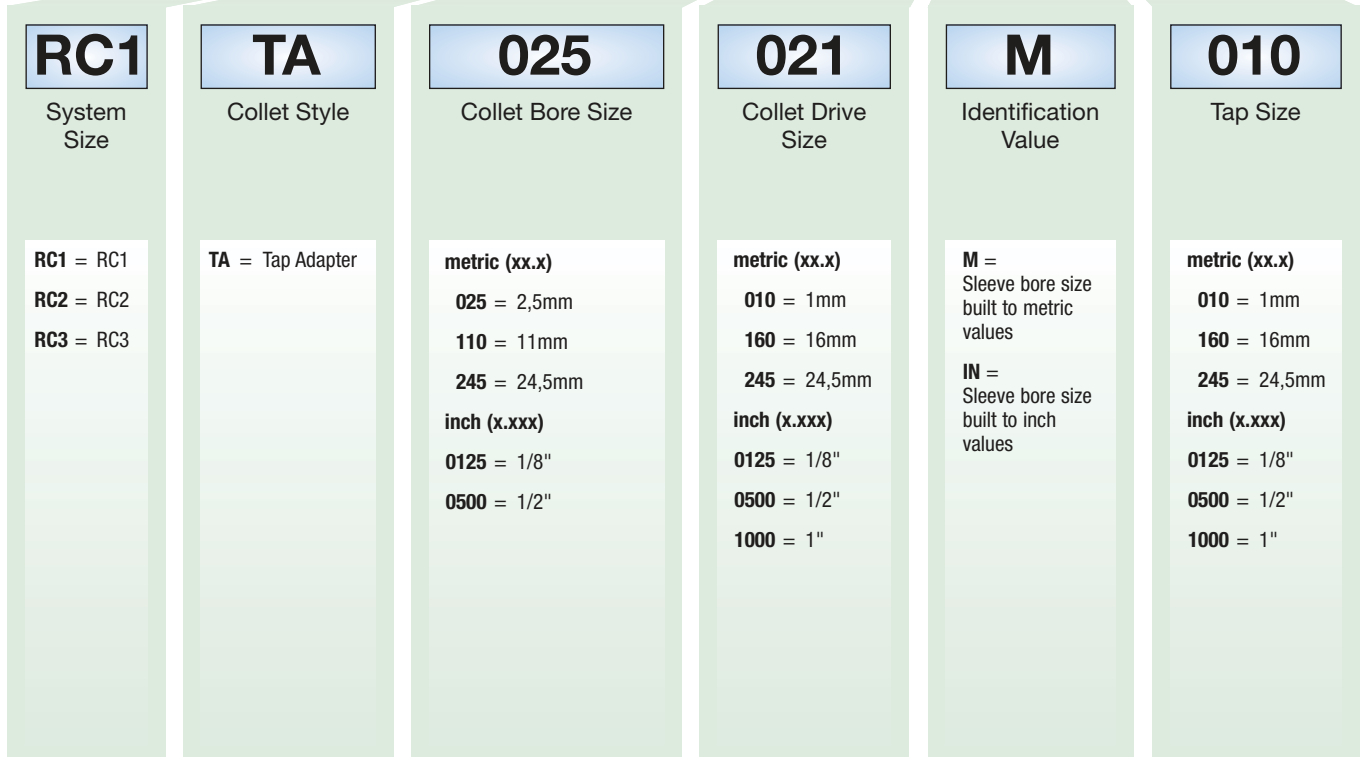 RC1
System
Size
RC1 = RC1
RC2 = RC2
RC3 = RC3
TA
Collet Style
TA = Tap Adapter
025
Collet Bore Size
metric (xx.x)
025 = 2,5mm
110 = 11mm
245 = 24,5mm
inch (x.xxx)
0125 = 1/8"
0500 = 1/2"
021
Collet Drive
Size
metric (xx.x)
010 = 1mm
160 = 16mm
245 = 24,5mm
inch (x.xxx)
0125 = 1/8"
0500 = 1/2"
1000 = 1"
M
Identification
Value
M =
Sleeve bore size
built to metric
values
IN =
Sleeve bore size
built to inch
values
010
Tap Size
metric (xx.x)
010 = 1mm
160 = 16mm
245 = 24,5mm
inch (x.xxx)
0125 = 1/8"
0500 = 1/2"
1000 = 1"